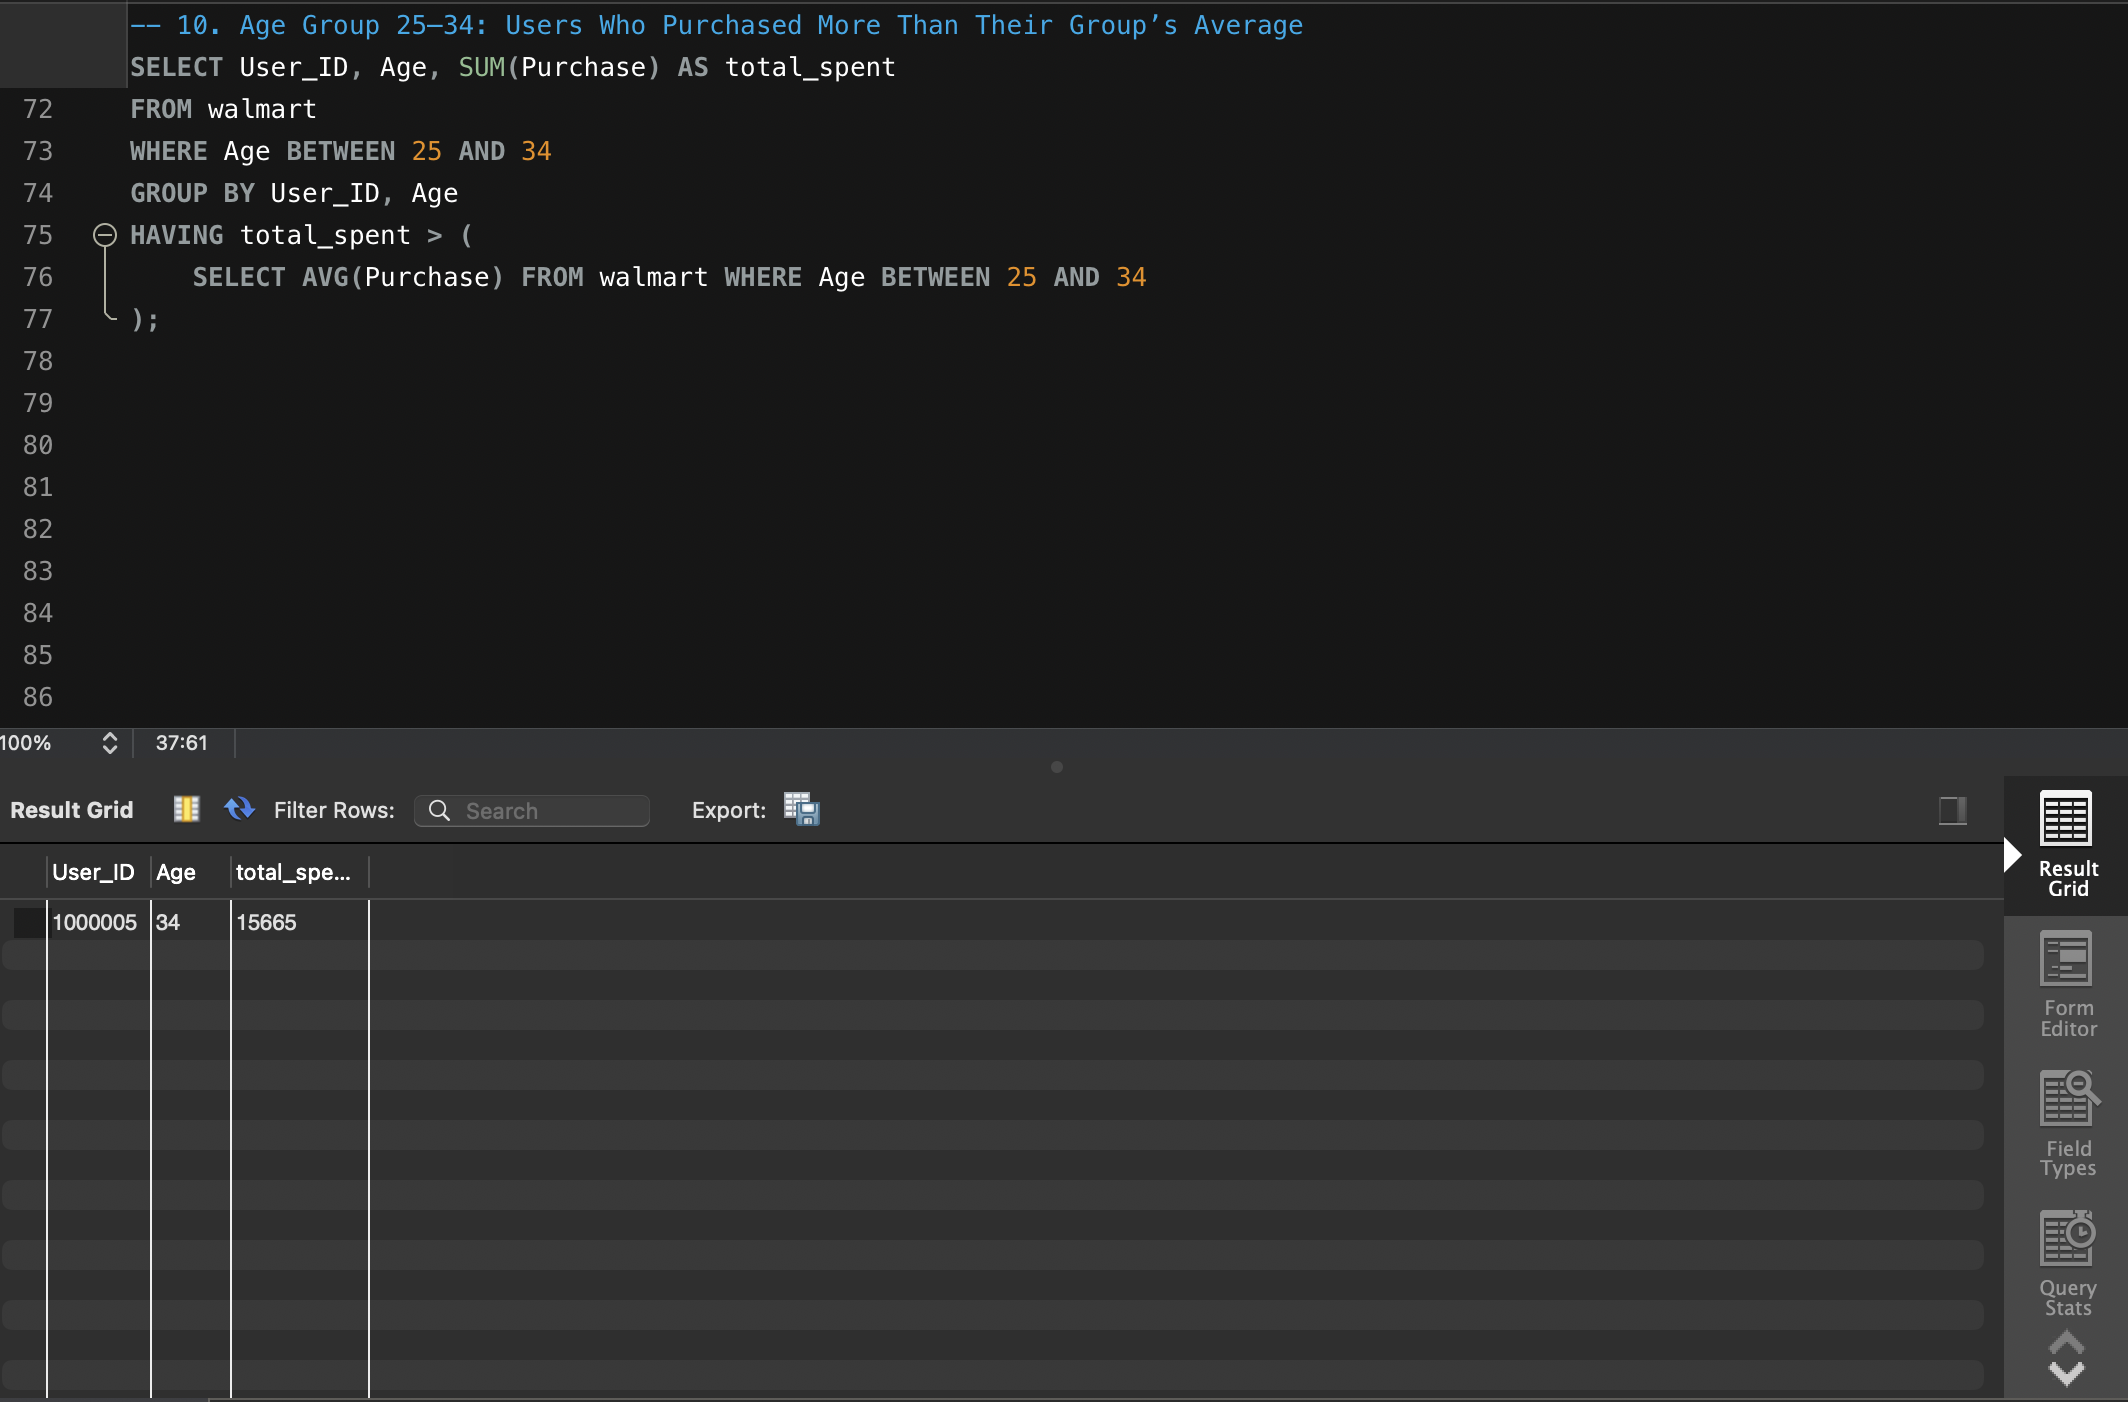 -- 10. Age Group 25–34: Users Who Purchased More Than Their Group’s Average
SELECT User_ID, Age, SUM(Purchase) AS total_spent
72 FROM walmart
73 WHERE Age BETWEEN 25 AND 34
74 GROUP BY User_ID, Age
75 HAVING total_spent > (
76 SELECT AVG(Purchase) FROM walmart WHERE Age BETWEEN 25 AND 34
77 );
78
79
80
81
82
83
84
85
86
100% 37:61
Result Grid Filter Rows: Search Export:
User_ID Age total_spe...
1000005 34 15665
Result
Grid
Form
Editor
Field
Types
Query
Stats